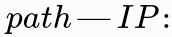 path — IP: